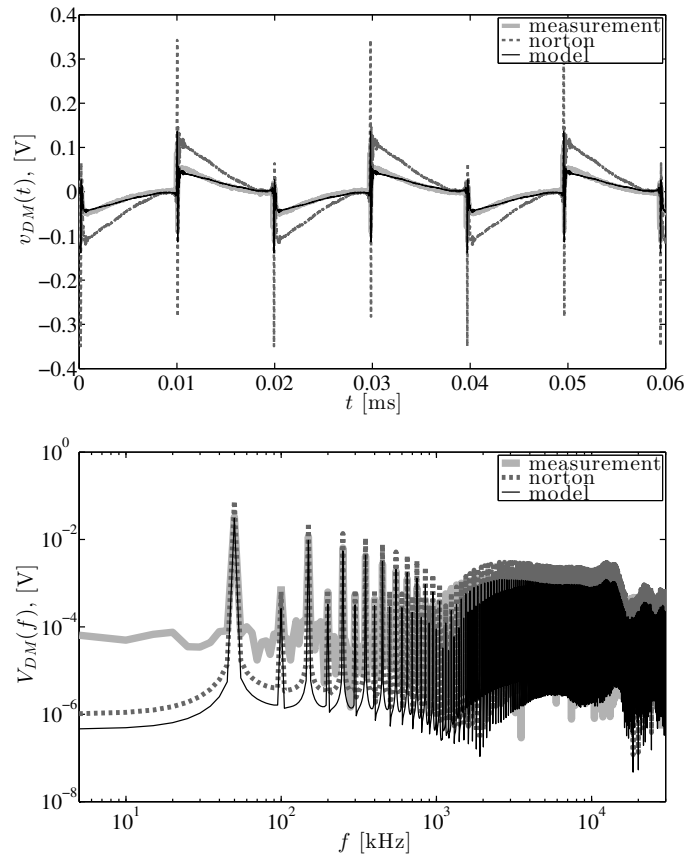 measurement
norton
model
0.4
0.3
0.2
0.1
0
−0.1
−0.2
−0.3
−0.4
v_DM(t), [V]
0 0.01 0.02 0.03 0.04 0.05 0.06
t [ms]
measurement
norton
model
10^0
10^−2
10^−4
10^−6
10^−8
V_DM(f), [V]
10^1 10^2 10^3 10^4
f [kHz]